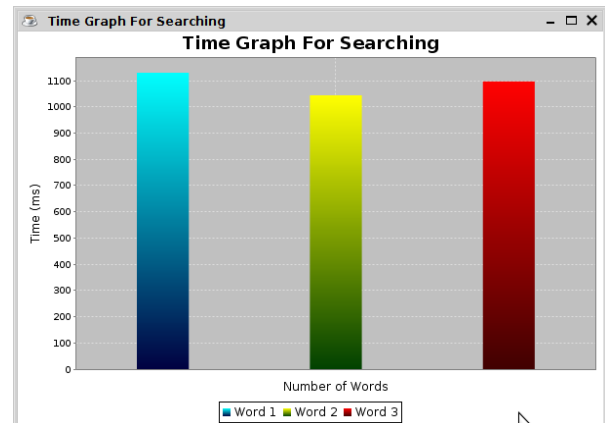 Time Graph For Searching
Time Graph For Searching
1100
1000
900
800
700
600
500
400
300
200
100
0
Time (ms)
Number of Words
Word 1 Word 2 Word 3